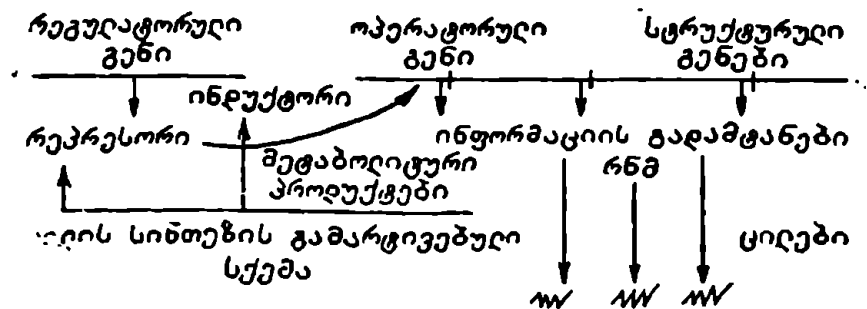 რეგულატორული
გენი
ოპერატორული
გენი
სტრუქტურული
გენები
ინდუქტორი
რეპრესორი
ინფორმაციის გადამტანები
რნმ
მეტაბოლიტური
პროდუქტები
სინთეზის გამარტივებული
სქემა
ცილები